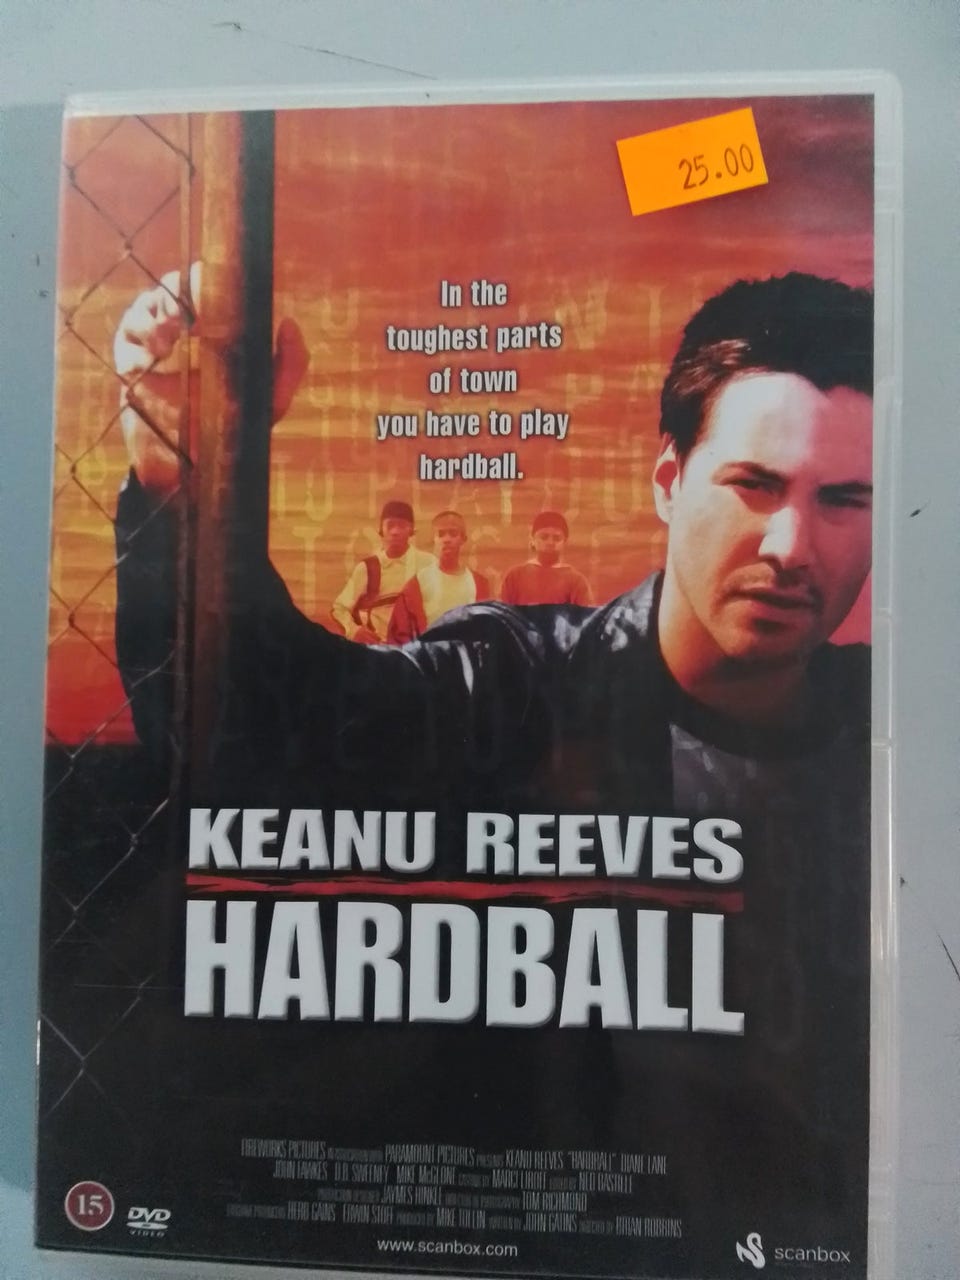 25.00
In the
toughest parts
of town
you have to play
hardball.
KEANU REEVES
HARDBALL
FIREWORKS PICTURES PARAMOUNT PICTURES PRESENTS KEANU REEVES "HARDBALL" DIANE LANE
JOHN HAWKES D.B. SWEENEY MIKE McGLONE MARCI LIROFF NED BASTILLE
JAYMES HINKLE TOM RICHMOND
HERB GAINS ERWIN STOFF MIKE TOLLIN JOHN GATINS BRIAN ROBBINS
15
DVD
VIDEO
www.scanbox.com
scanbox